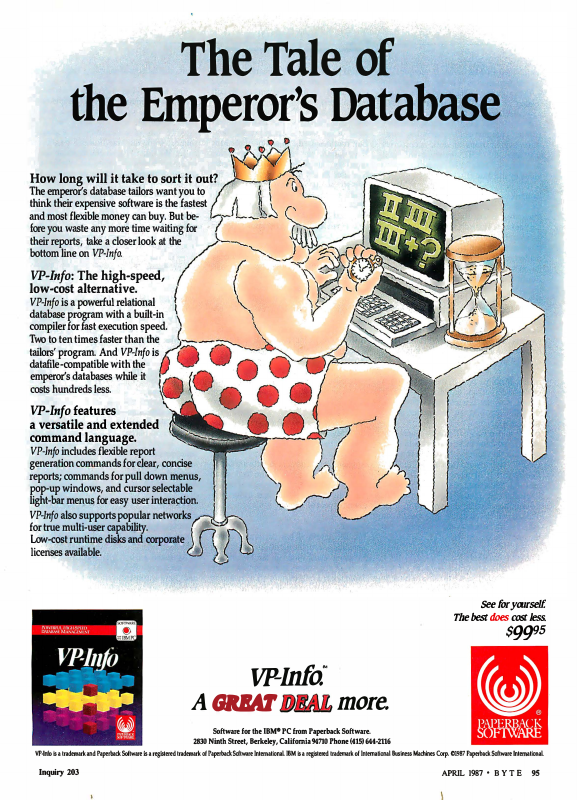 The Tale of
the Emperor's Database
How long will it take to sort it out?
The emperor's database tailors want you to
think their expensive software is the fastest
and most flexible money can buy. But be-
fore you waste any more time waiting for
their reports, take a closer look at the
bottom line on VP-Info.
VP-Info: The high-speed,
low-cost alternative.
VP-Info is a powerful relational
database program with a built-in
compiler for fast execution speed.
Two to ten times faster than the
tailors' program. And VP-Info is
datafile-compatible with the
emperor's databases while it
costs hundreds less.
VP-Info features
a versatile and extended
command language.
VP-Info includes flexible report
generation commands for clear, concise
reports; commands for pull down menus,
pop-up windows, and cursor selectable
light-bar menus for easy user interaction.
VP-Info also supports popular networks
for true multi-user capability.
Low-cost runtime disks and corporate
licenses available.
II III
III+?
See for yourself.
The best does cost less.
$99⁹⁵
POWERFUL, HIGH-SPEED
DATABASE MANAGEMENT
SOFTWARE
IBM PC
VP-Info
VP-Info.™
A GREAT DEAL more.
PAPERBACK
SOFTWARE®
Software for the IBM® PC from Paperback Software.
2830 Ninth Street, Berkeley, California 94710 Phone (415) 644-2116
VP-Info is a trademark and Paperback Software is a registered trademark of Paperback Software International. IBM is a registered trademark of International Business Machines Corp. ©1987 Paperback Software International.
Inquiry 203
APRIL 1987 • BYTE 95